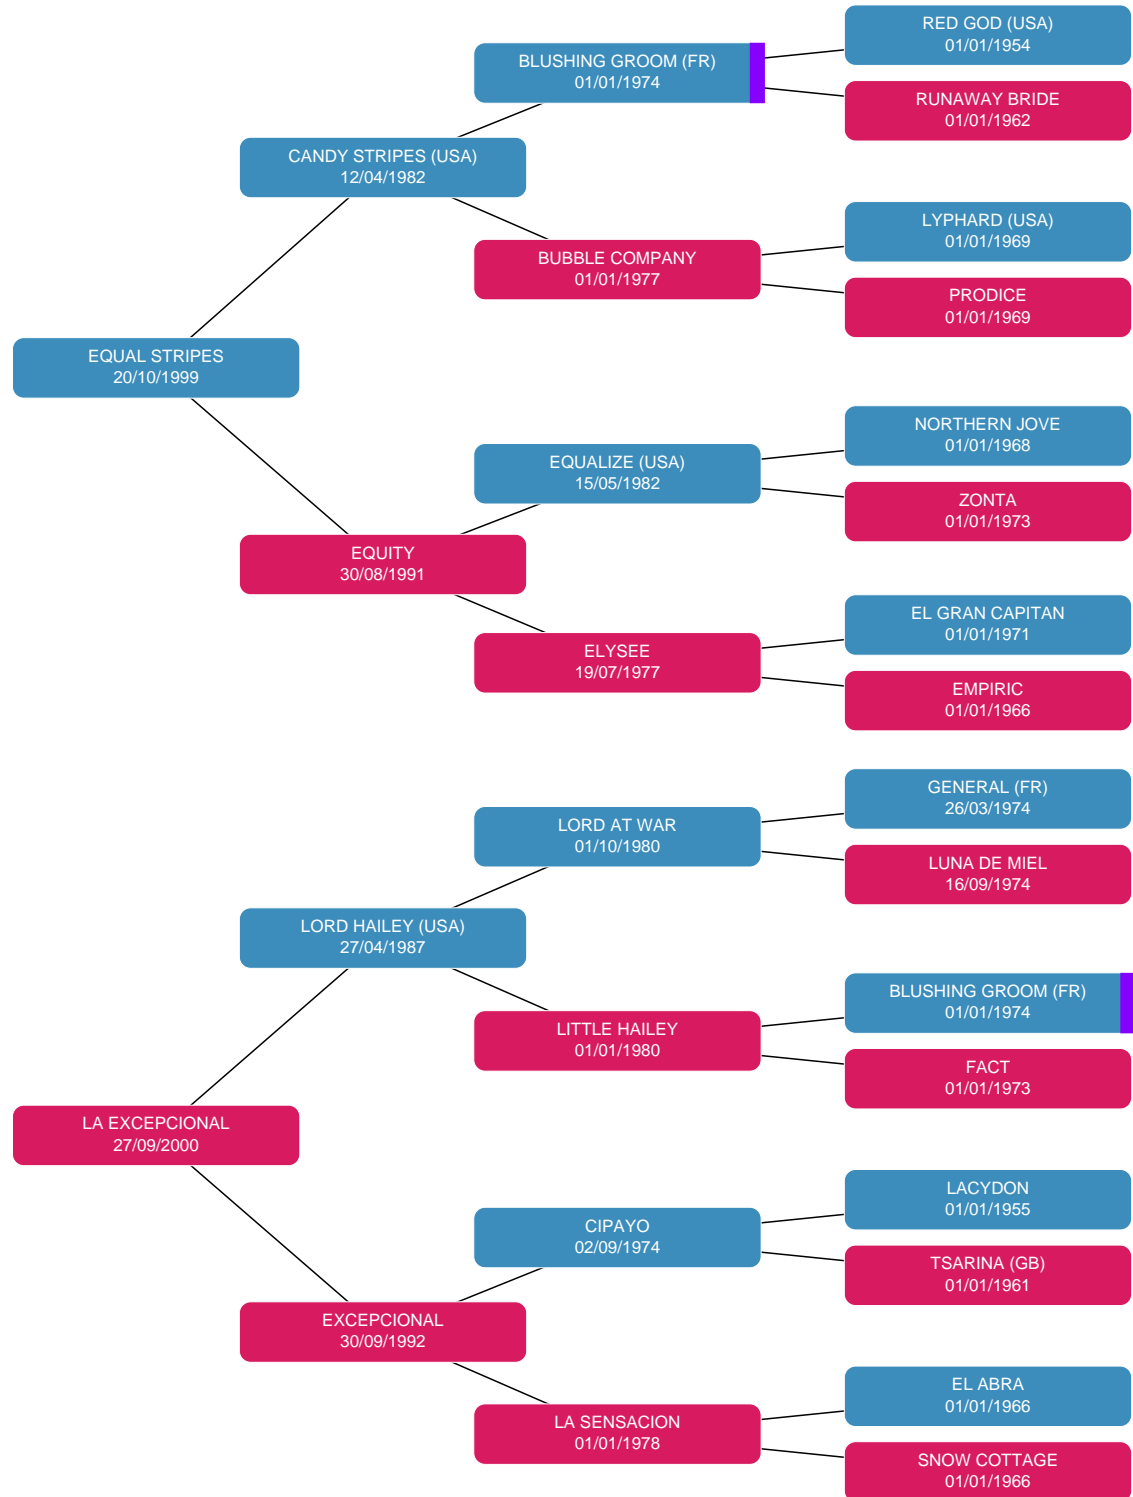 RED GOD (USA)
01/01/1954
BLUSHING GROOM (FR)
01/01/1974
RUNAWAY BRIDE
01/01/1962
CANDY STRIPES (USA)
12/04/1982
LYPHARD (USA)
01/01/1969
BUBBLE COMPANY
01/01/1977
PRODICE
01/01/1969
EQUAL STRIPES
20/10/1999
NORTHERN JOVE
01/01/1968
EQUALIZE (USA)
15/05/1982
ZONTA
01/01/1973
EQUITY
30/08/1991
EL GRAN CAPITAN
01/01/1971
ELYSEE
19/07/1977
EMPIRIC
01/01/1966
GENERAL (FR)
26/03/1974
LORD AT WAR
01/10/1980
LUNA DE MIEL
16/09/1974
LORD HAILEY (USA)
27/04/1987
BLUSHING GROOM (FR)
01/01/1974
LITTLE HAILEY
01/01/1980
FACT
01/01/1973
LA EXCEPCIONAL
27/09/2000
LACYDON
01/01/1955
CIPAYO
02/09/1974
TSARINA (GB)
01/01/1961
EXCEPCIONAL
30/09/1992
EL ABRA
01/01/1966
LA SENSACION
01/01/1978
SNOW COTTAGE
01/01/1966